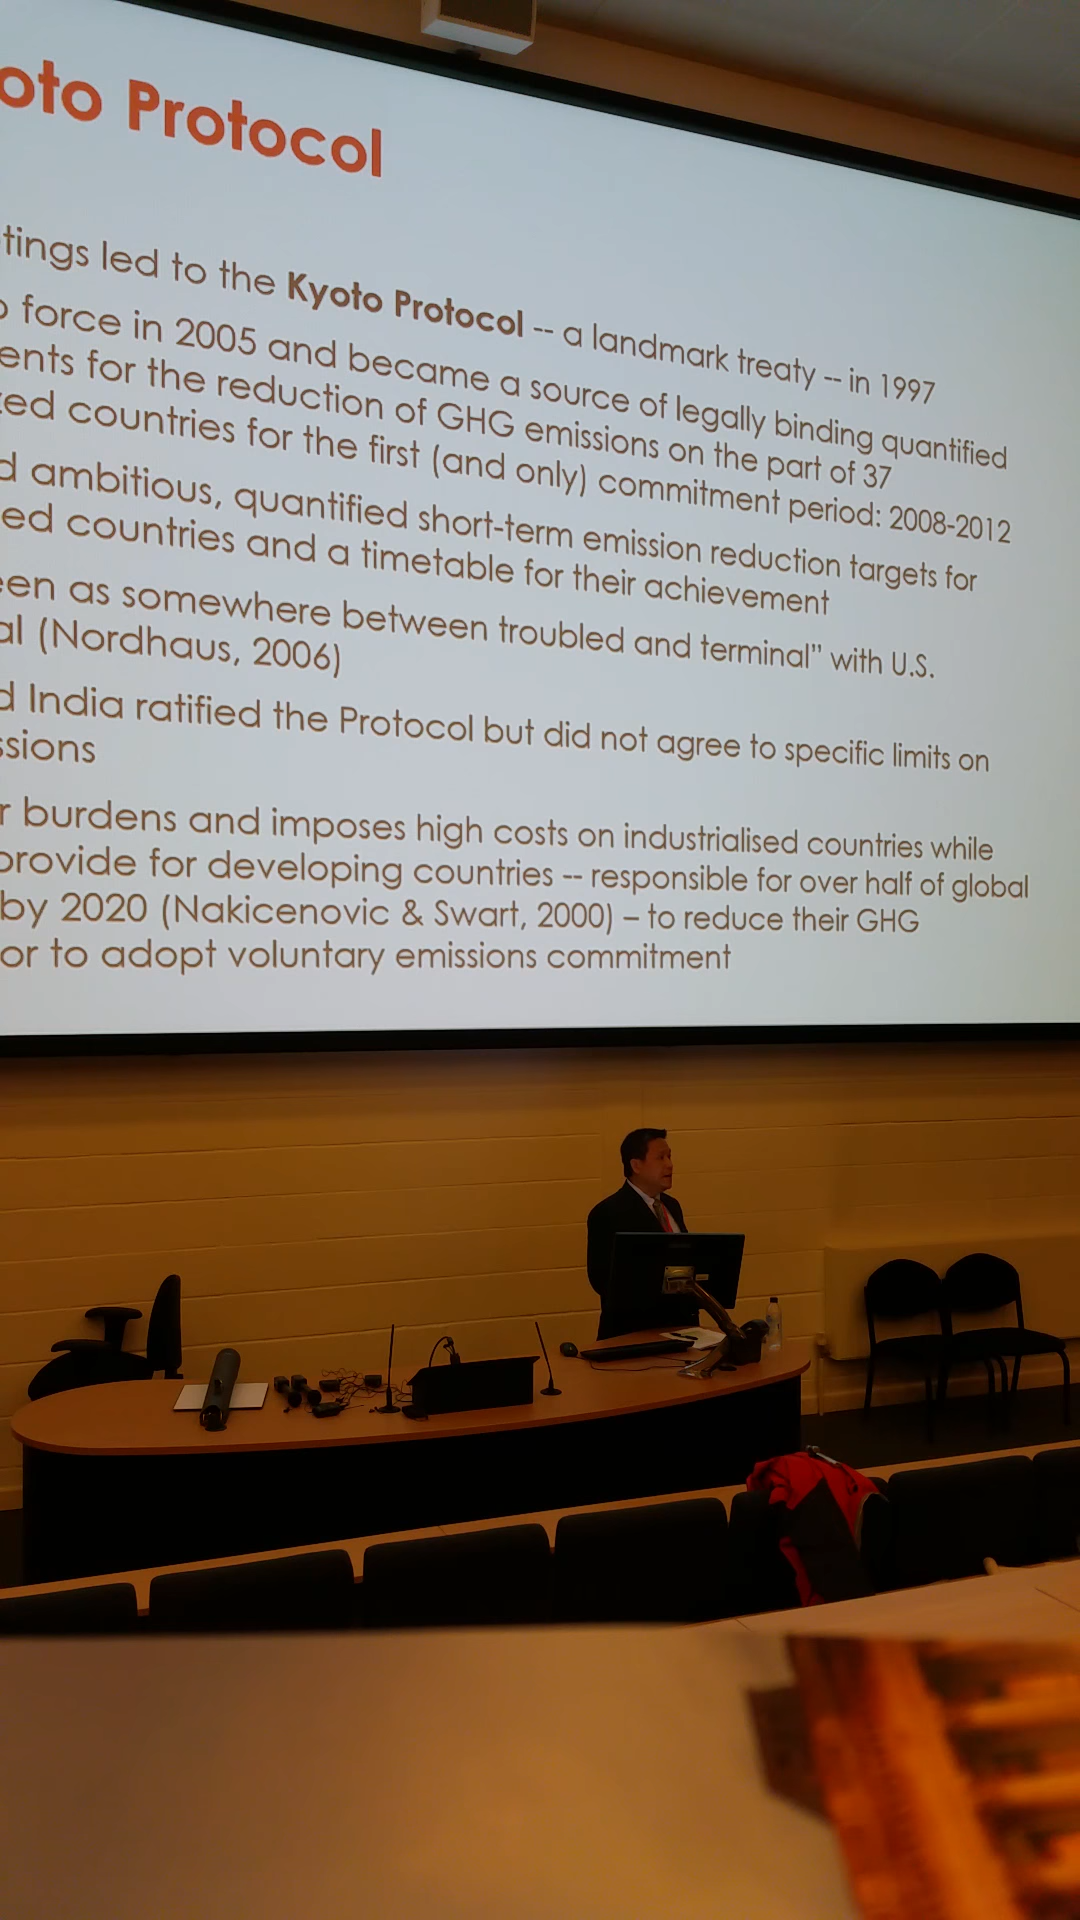 oto Protocol
tings led to the Kyoto Protocol -- a landmark treaty -- in 1997
o force in 2005 and became a source of legally binding quantified
ents for the reduction of GHG emissions on the part of 37
zed countries for the first (and only) commitment period: 2008-2012
d ambitious, quantified short-term emission reduction targets for
ed countries and a timetable for their achievement
een as somewhere between troubled and terminal" with U.S.
al (Nordhaus, 2006)
d India ratified the Protocol but did not agree to specific limits on
ssions
r burdens and imposes high costs on industrialised countries while
provide for developing countries -- responsible for over half of global
by 2020 (Nakicenovic & Swart, 2000) – to reduce their GHG
or to adopt voluntary emissions commitment